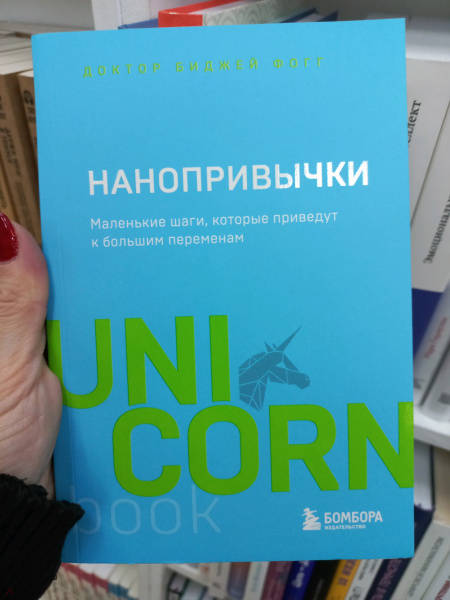 ДОКТОР БИДЖЕЙ ФОГГ
НАНОПРИВЫЧКИ
Маленькие шаги, которые приведут
к большим переменам
UNI
CORN
book
БОМБОРА
ИЗДАТЕЛЬСТВО